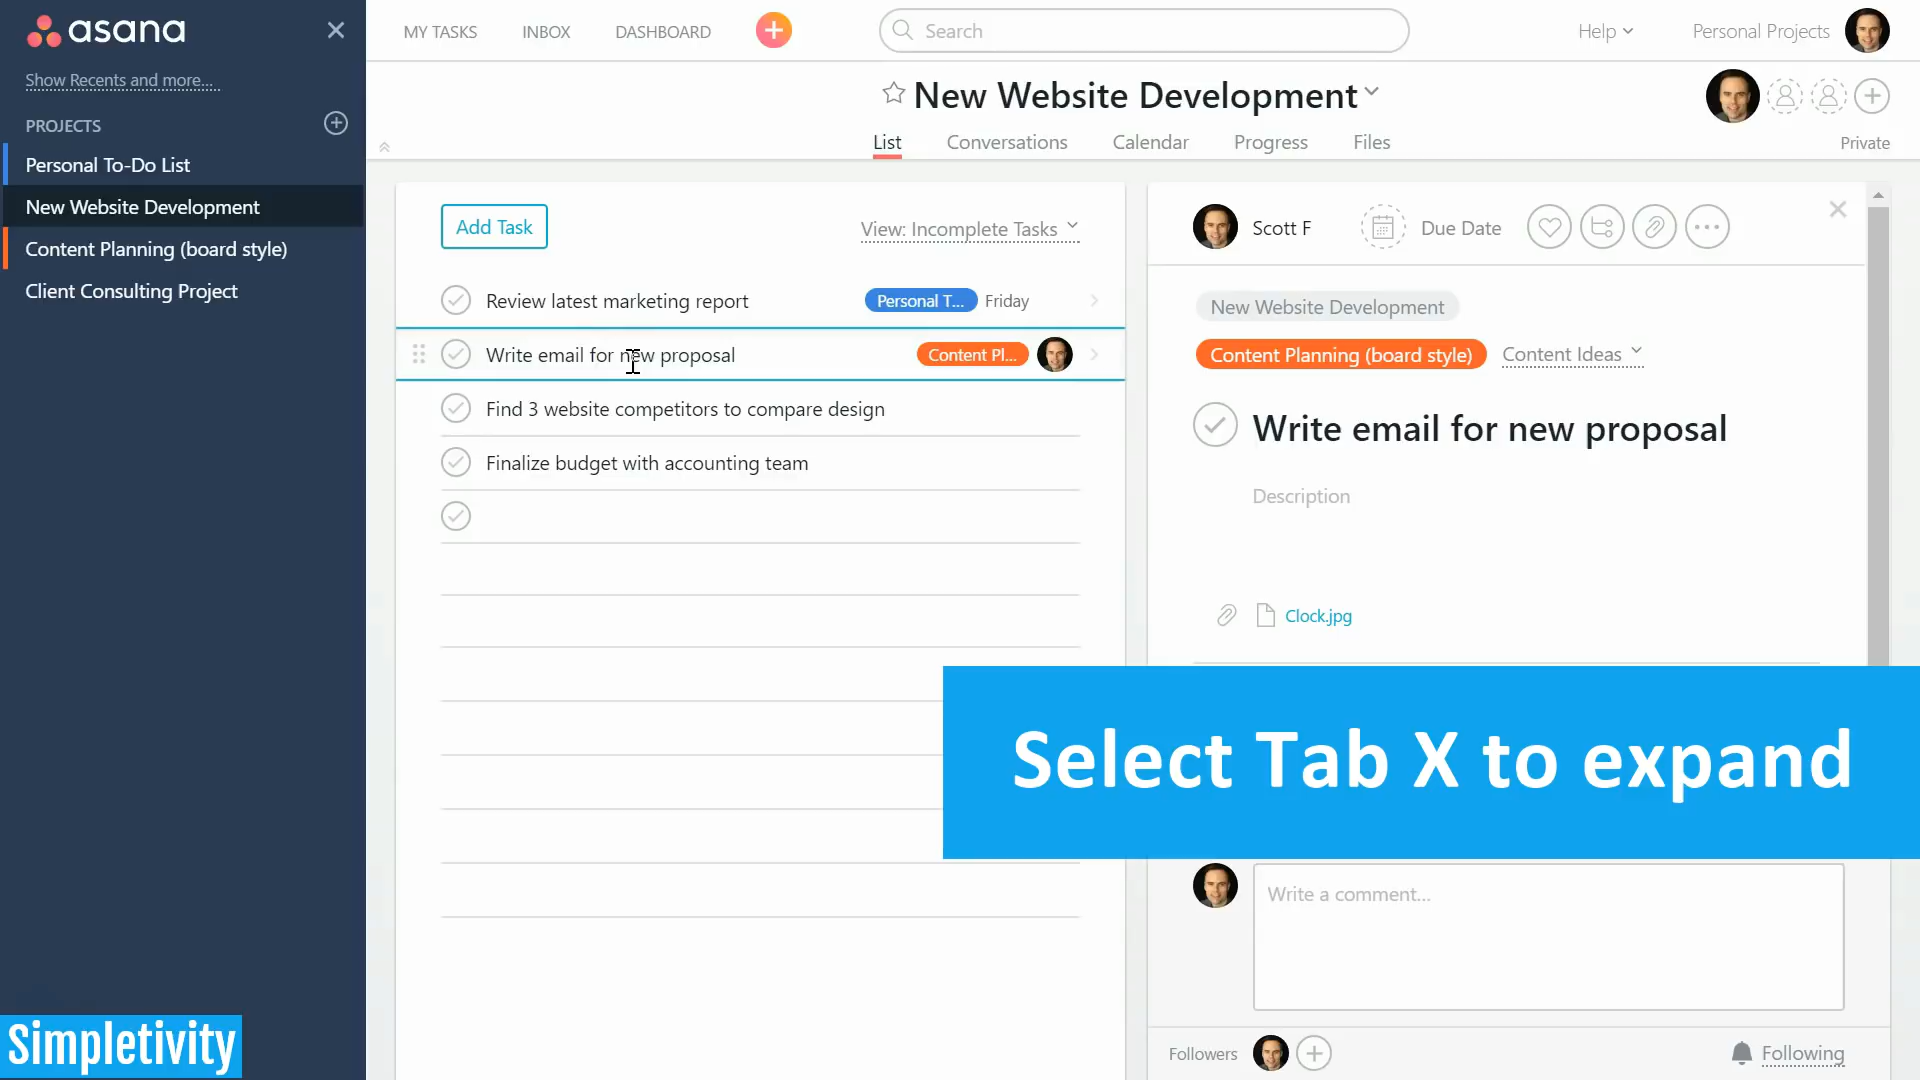 asana
Show Recents and more...
PROJECTS
Personal To-Do List
New Website Development
Content Planning (board style)
Client Consulting Project
MY TASKS
INBOX
DASHBOARD
Search
Help
Personal Projects
New Website Development
List
Conversations
Calendar
Progress
Files
Private
Add Task
View: Incomplete Tasks
Review latest marketing report
Personal T...
Friday
Write email for new proposal
Content Pl...
Find 3 website competitors to compare design
Finalize budget with accounting team
Scott F
Due Date
New Website Development
Content Planning (board style)
Content Ideas
Write email for new proposal
Description
Clock.jpg
Select Tab X to expand
Write a comment...
Followers
Following
Simpletivity